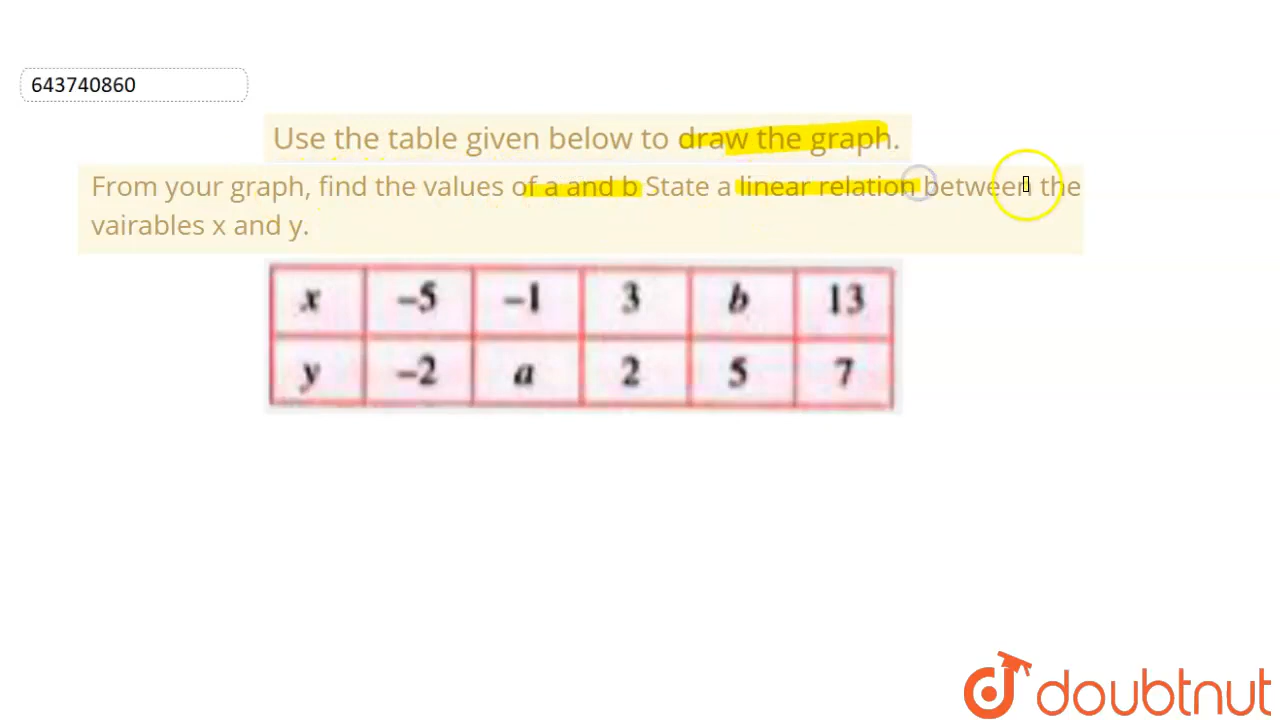 643740860
Use the table given below to draw the graph.
From your graph, find the values of a and b State a linear relation between the
vairables x and y.
x –5 –1 3 b 13
y –2 a 2 5 7
doubtnut